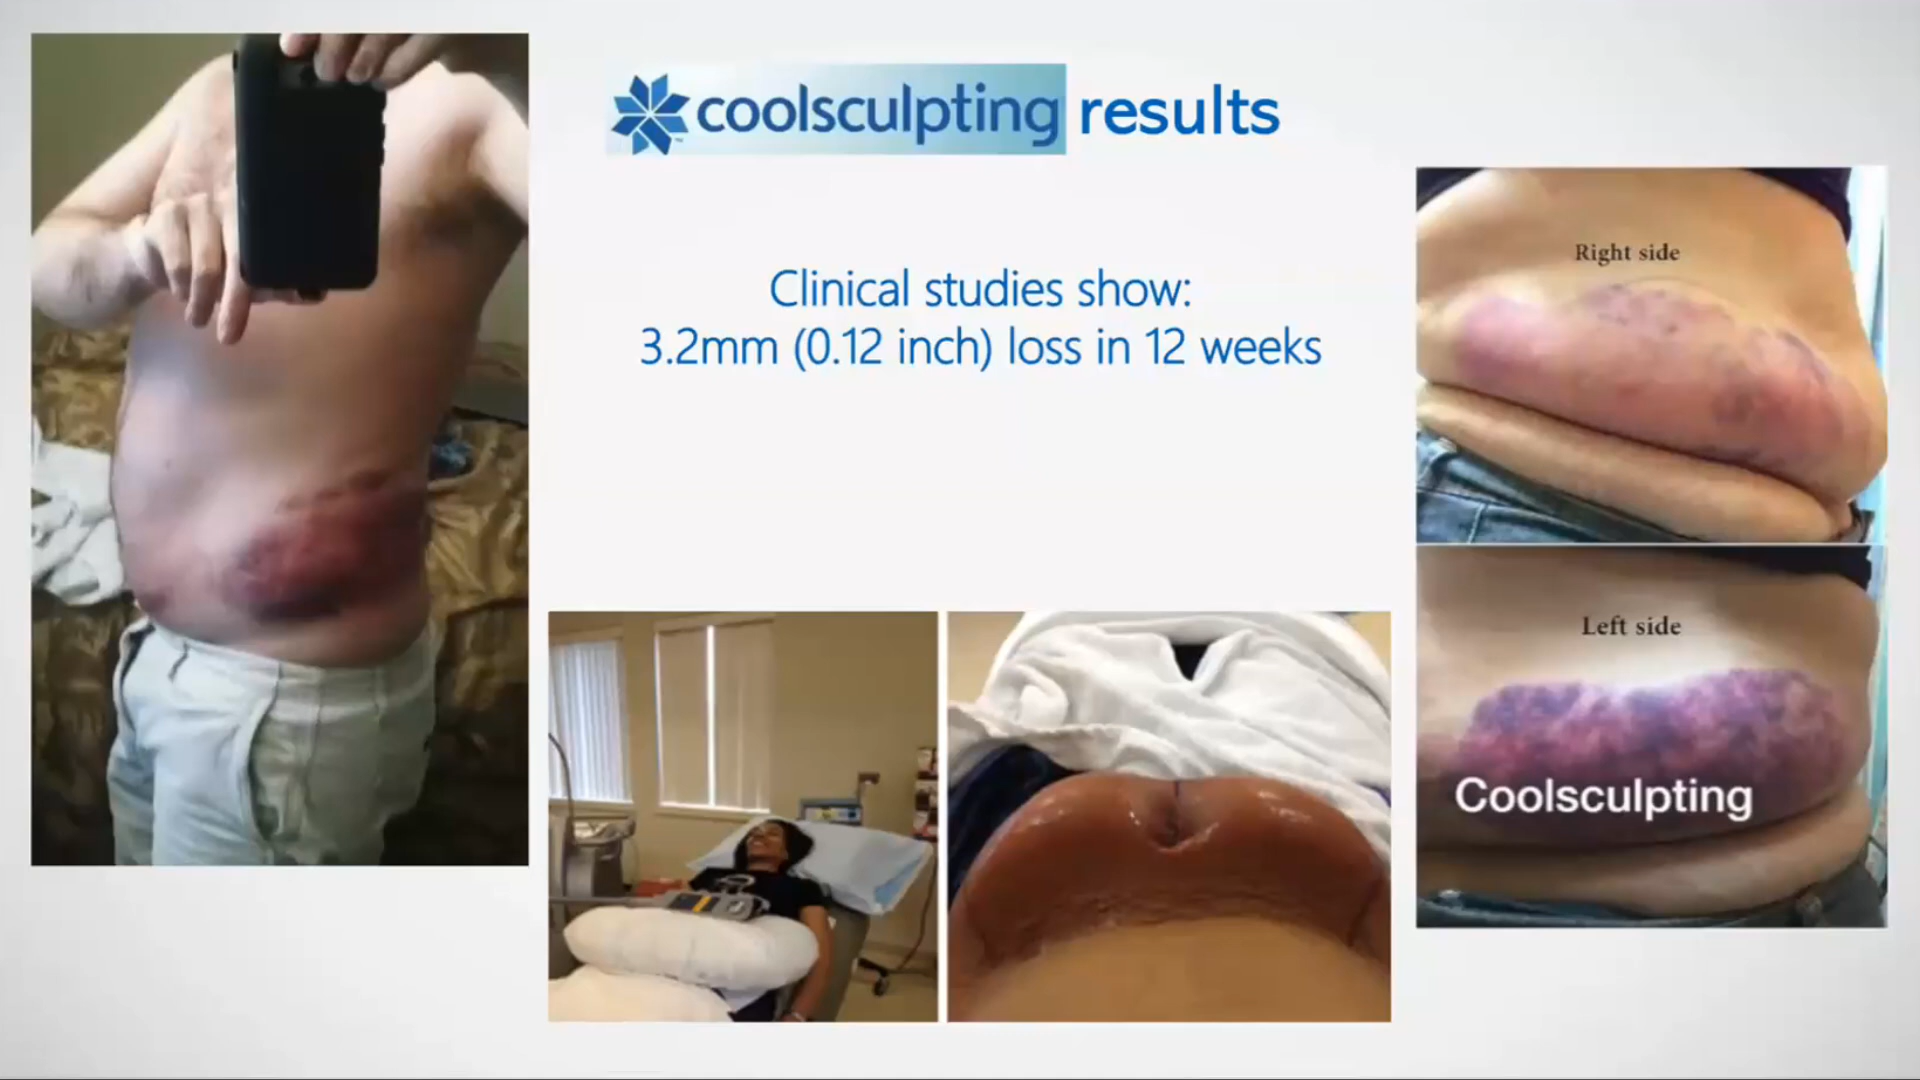 coolsculpting results
Clinical studies show:
3.2mm (0.12 inch) loss in 12 weeks
Right side
Left side
Coolsculpting